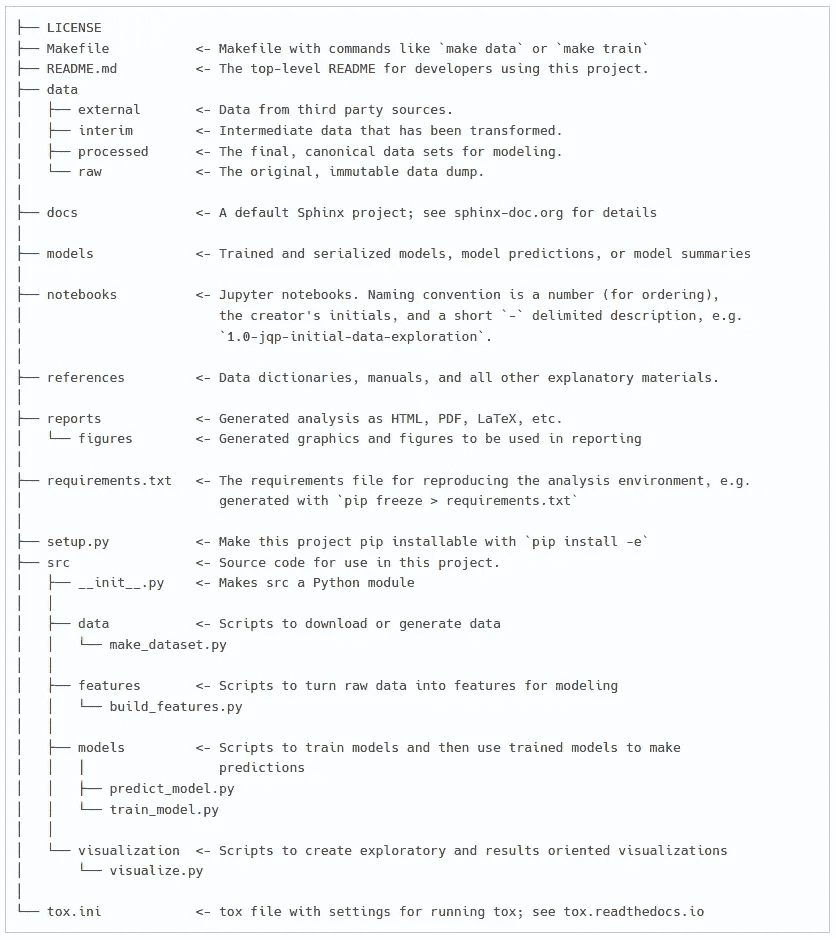 ├── LICENSE
├── Makefile           <- Makefile with commands like `make data` or `make train`
├── README.md          <- The top-level README for developers using this project.
├── data
│   ├── external       <- Data from third party sources.
│   ├── interim        <- Intermediate data that has been transformed.
│   ├── processed      <- The final, canonical data sets for modeling.
│   └── raw            <- The original, immutable data dump.
│
├── docs               <- A default Sphinx project; see sphinx-doc.org for details
│
├── models             <- Trained and serialized models, model predictions, or model summaries
│
├── notebooks          <- Jupyter notebooks. Naming convention is a number (for ordering),
│                         the creator's initials, and a short `-` delimited description, e.g.
│                         `1.0-jqp-initial-data-exploration`.
│
├── references         <- Data dictionaries, manuals, and all other explanatory materials.
│
├── reports            <- Generated analysis as HTML, PDF, LaTeX, etc.
│   └── figures        <- Generated graphics and figures to be used in reporting
│
├── requirements.txt   <- The requirements file for reproducing the analysis environment, e.g.
│                         generated with `pip freeze > requirements.txt`
│
├── setup.py           <- Make this project pip installable with `pip install -e`
├── src                <- Source code for use in this project.
│   ├── __init__.py    <- Makes src a Python module
│   │
│   ├── data           <- Scripts to download or generate data
│   │   └── make_dataset.py
│   │
│   ├── features       <- Scripts to turn raw data into features for modeling
│   │   └── build_features.py
│   │
│   ├── models         <- Scripts to train models and then use trained models to make
│   │   │                 predictions
│   │   ├── predict_model.py
│   │   └── train_model.py
│   │
│   └── visualization  <- Scripts to create exploratory and results oriented visualizations
│       └── visualize.py
│
└── tox.ini            <- tox file with settings for running tox; see tox.readthedocs.io